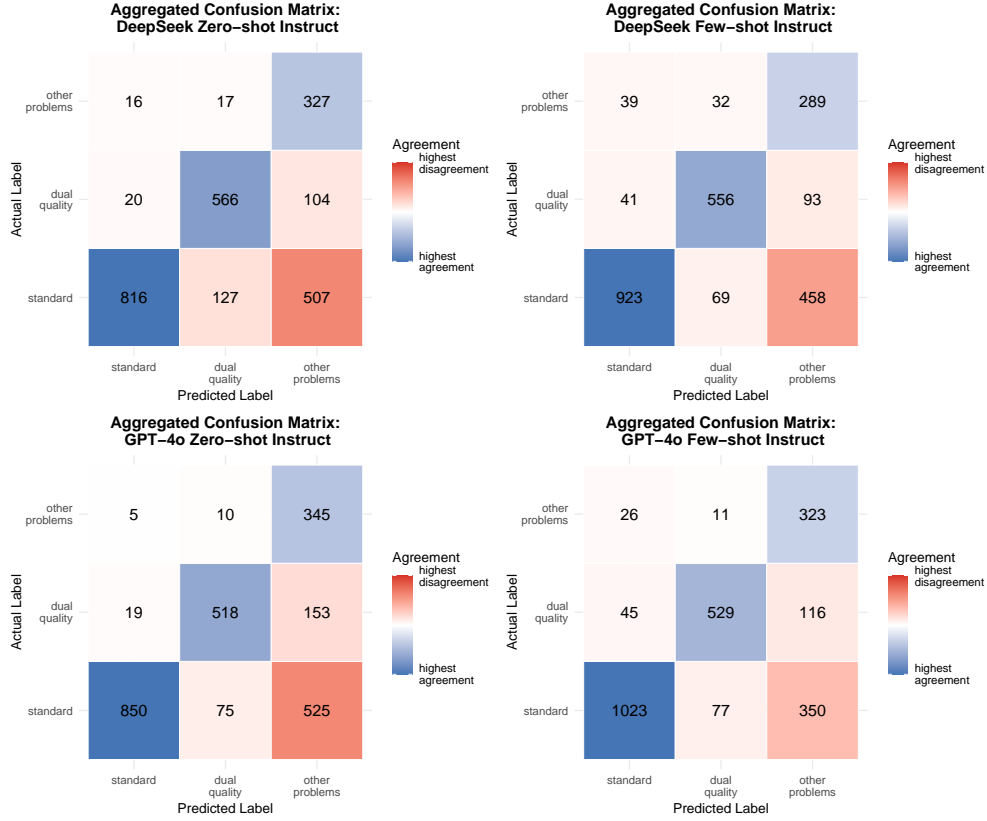 Aggregated Confusion Matrix:
DeepSeek Zero−shot Instruct
other
problems
16
17
327
dual
quality
20
566
104
standard
816
127
507
standard
dual
quality
other
problems
Predicted Label
Actual Label
Agreement
highest
disagreement
highest
agreement
Aggregated Confusion Matrix:
DeepSeek Few−shot Instruct
other
problems
39
32
289
dual
quality
41
556
93
standard
923
69
458
standard
dual
quality
other
problems
Predicted Label
Actual Label
Agreement
highest
disagreement
highest
agreement
Aggregated Confusion Matrix:
GPT−4o Zero−shot Instruct
other
problems
5
10
345
dual
quality
19
518
153
standard
850
75
525
standard
dual
quality
other
problems
Predicted Label
Actual Label
Agreement
highest
disagreement
highest
agreement
Aggregated Confusion Matrix:
GPT−4o Few−shot Instruct
other
problems
26
11
323
dual
quality
45
529
116
standard
1023
77
350
standard
dual
quality
other
problems
Predicted Label
Actual Label
Agreement
highest
disagreement
highest
agreement